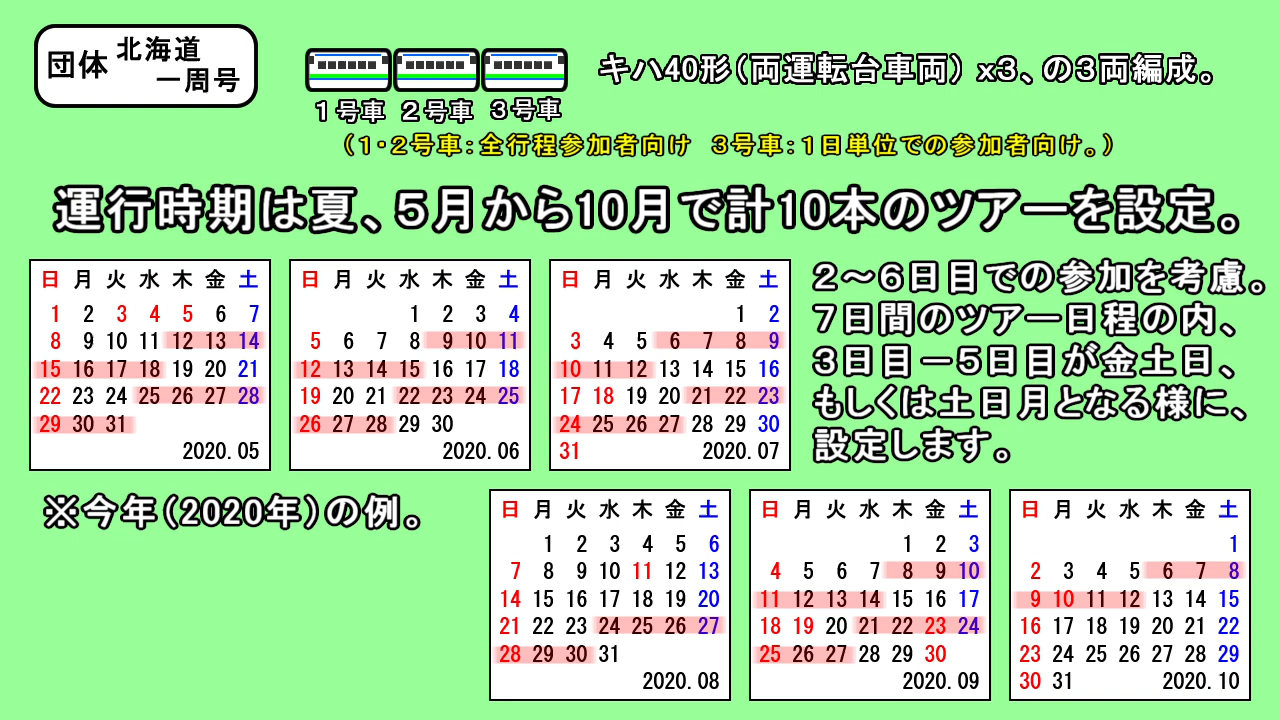 団体 北海道
一周号
キハ40形（両運転台車両）x３、の３両編成。
１号車 ２号車 ３号車
（１・２号車：全行程参加者向け ３号車：１日単位での参加者向け。）
運行時期は夏、５月から10月で計10本のツアーを設定。
日 月 火 水 木 金 土
1 2 3 4 5 6 7
8 9 10 11 12 13 14
15 16 17 18 19 20 21
22 23 24 25 26 27 28
29 30 31
2020.05
日 月 火 水 木 金 土
1 2 3 4
5 6 7 8 9 10 11
12 13 14 15 16 17 18
19 20 21 22 23 24 25
26 27 28 29 30
2020.06
日 月 火 水 木 金 土
1 2
3 4 5 6 7 8 9
10 11 12 13 14 15 16
17 18 19 20 21 22 23
24 25 26 27 28 29 30
31 2020.07
２～６日目での参加を考慮。
７日間のツアー日程の内、
３日目－５日目が金土日、
もしくは土日月となる様に、
設定します。
※今年（2020年）の例。
日 月 火 水 木 金 土
1 2 3 4 5 6
7 8 9 10 11 12 13
14 15 16 17 18 19 20
21 22 23 24 25 26 27
28 29 30 31
2020.08
日 月 火 水 木 金 土
1 2 3
4 5 6 7 8 9 10
11 12 13 14 15 16 17
18 19 20 21 22 23 24
25 26 27 28 29 30
2020.09
日 月 火 水 木 金 土
1
2 3 4 5 6 7 8
9 10 11 12 13 14 15
16 17 18 19 20 21 22
23 24 25 26 27 28 29
30 31 2020.10